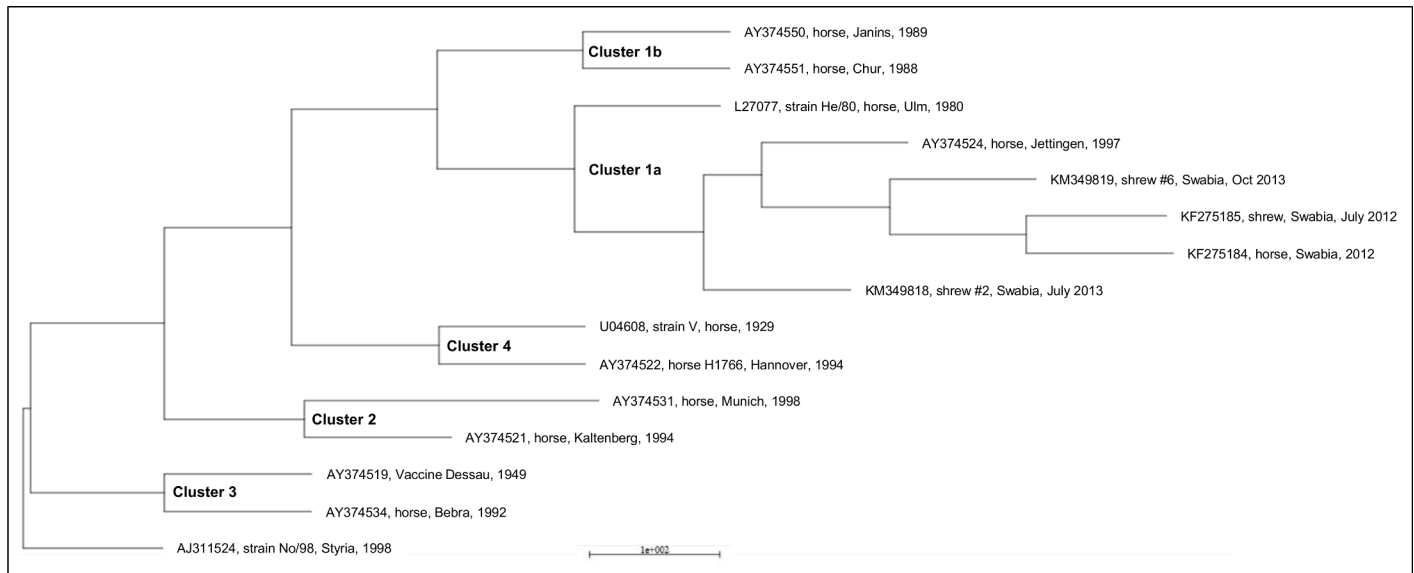 AY374550, horse, Janins, 1989
Cluster 1b
AY374551, horse, Chur, 1988
L27077, strain He/80, horse, Ulm, 1980
AY374524, horse, Jettingen, 1997
Cluster 1a
KM349819, shrew #6, Swabia, Oct 2013
KF275185, shrew, Swabia, July 2012
KF275184, horse, Swabia, 2012
KM349818, shrew #2, Swabia, July 2013
U04608, strain V, horse, 1929
Cluster 4
AY374522, horse H1766, Hannover, 1994
AY374531, horse, Munich, 1998
Cluster 2
AY374521, horse, Kaltenberg, 1994
AY374519, Vaccine Dessau, 1949
Cluster 3
AY374534, horse, Bebra, 1992
AJ311524, strain No/98, Styria, 1998
1e+002